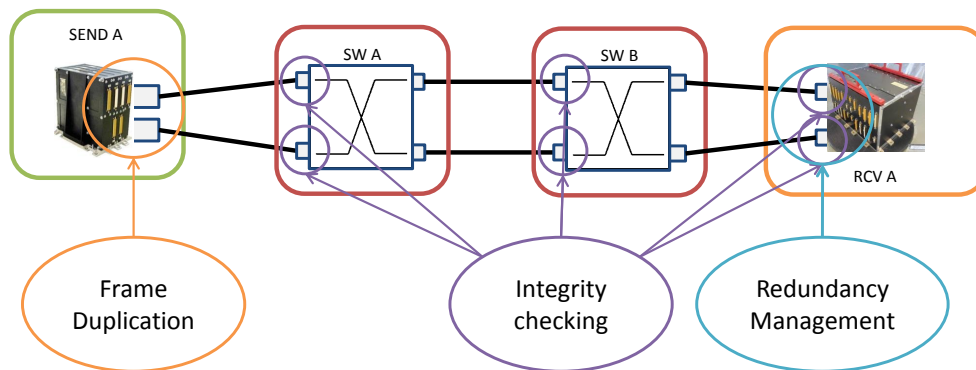 SEND A
SW A
SW B
RCV A
Frame
Duplication
Integrity
checking
Redundancy
Management